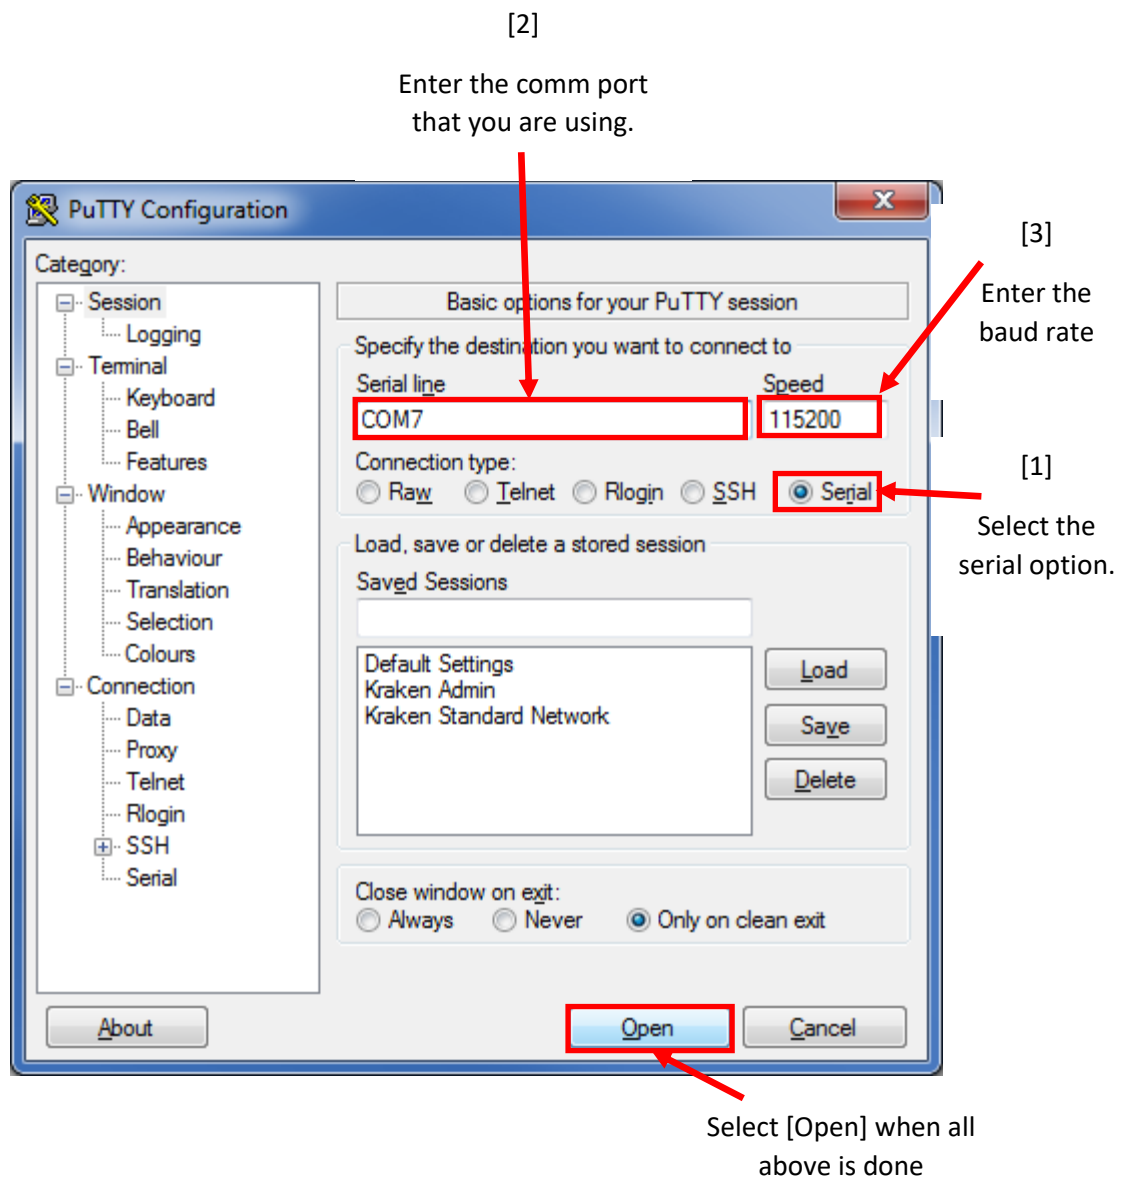 [2]
Enter the comm port
that you are using.
PuTTY Configuration
[3]
Enter the
baud rate
Category:
Session
Logging
Terminal
Keyboard
Bell
Features
Window
Appearance
Behaviour
Translation
Selection
Colours
Connection
Data
Proxy
Telnet
Rlogin
SSH
Serial
Basic options for your PuTTY session
Specify the destination you want to connect to
Serial line Speed
COM7 115200
Connection type:
Raw Telnet Rlogin SSH Serial
[1]
Select the
serial option.
Load, save or delete a stored session
Saved Sessions
Default Settings
Kraken Admin
Kraken Standard Network
Load
Save
Delete
Close window on exit:
Always Never Only on clean exit
About Open Cancel
Select [Open] when all
above is done